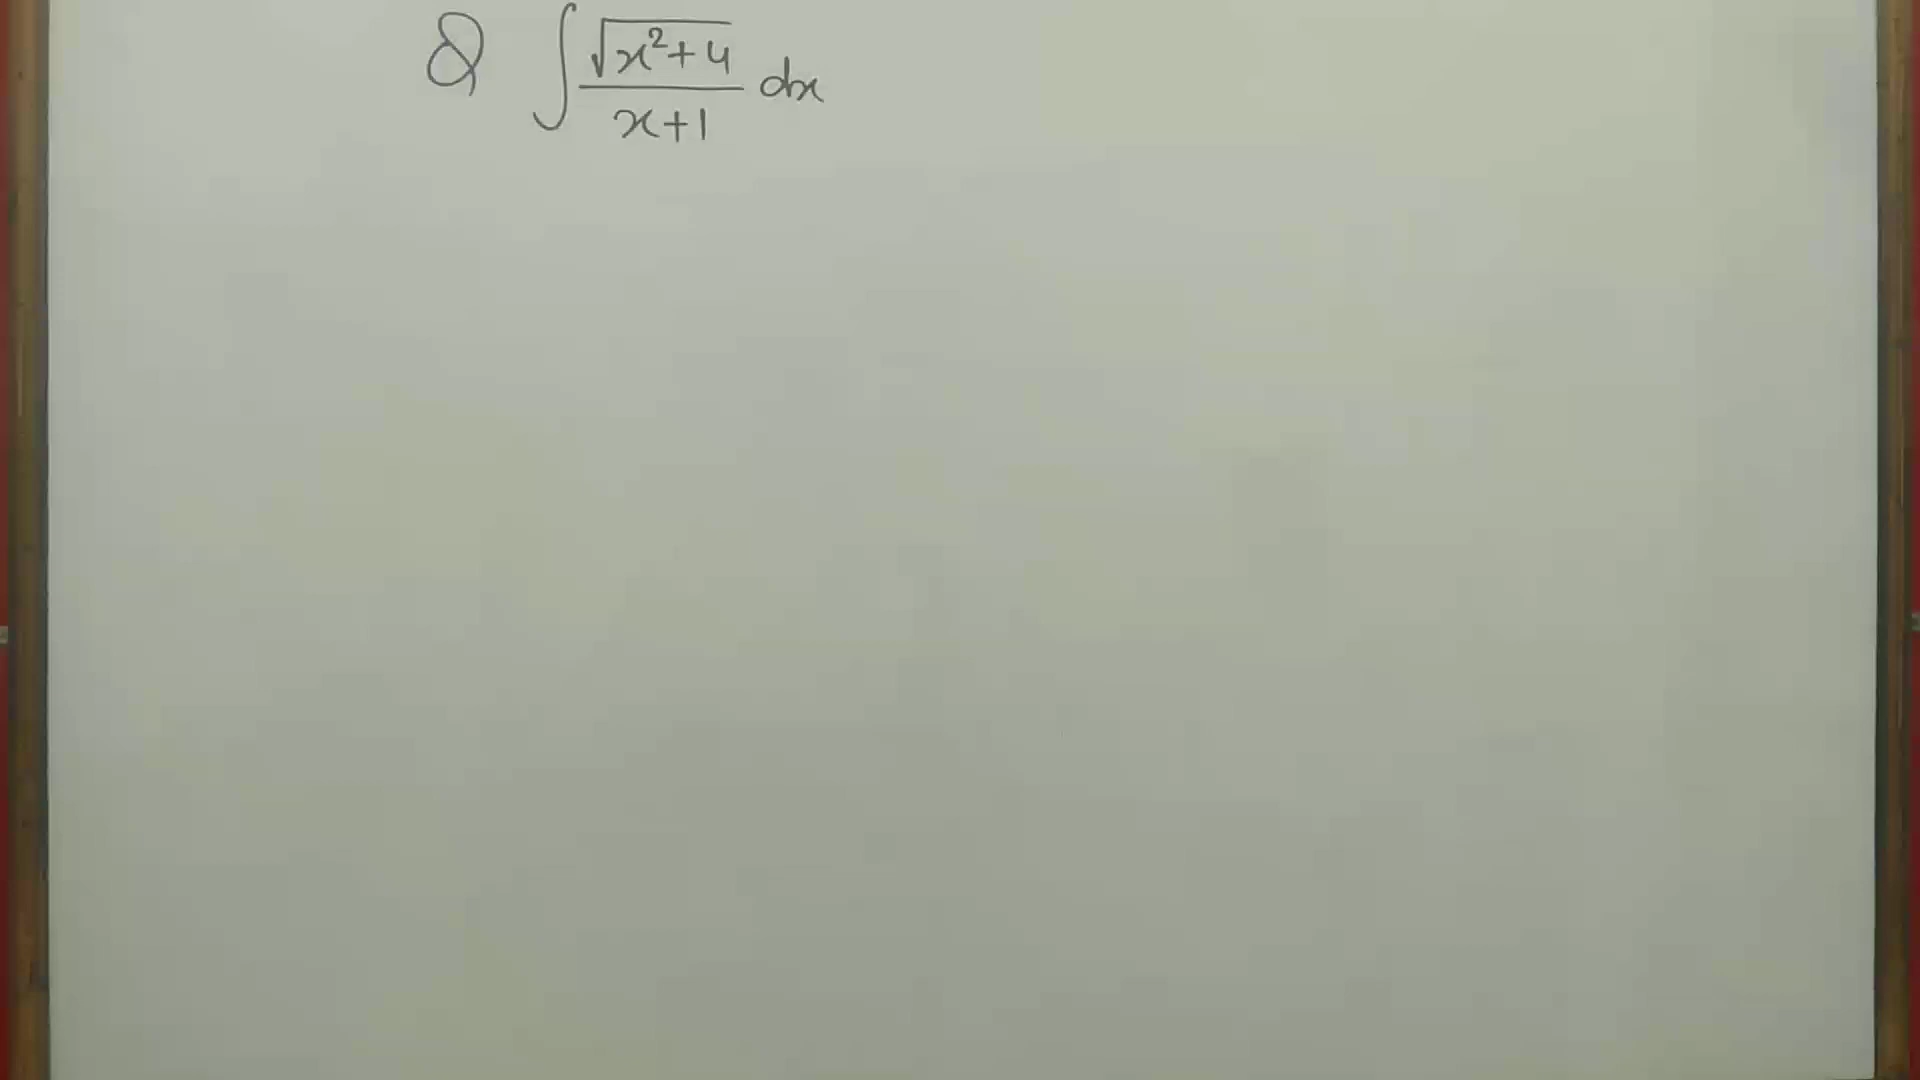 Q ∫ √(x²+4) / (x+1) dx